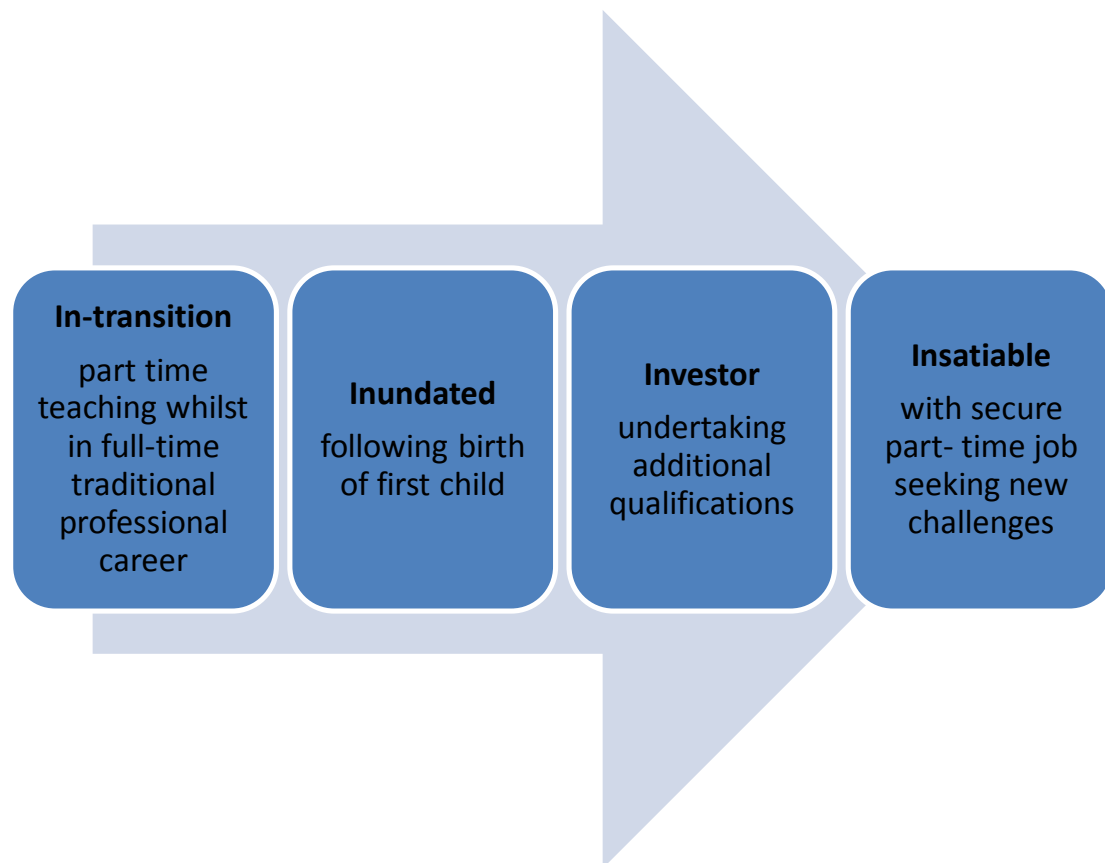 In-transition
part time
teaching whilst
in full-time
traditional
professional
career
Inundated
following birth
of first child
Investor
undertaking
additional
qualifications
Insatiable
with secure
part- time job
seeking new
challenges